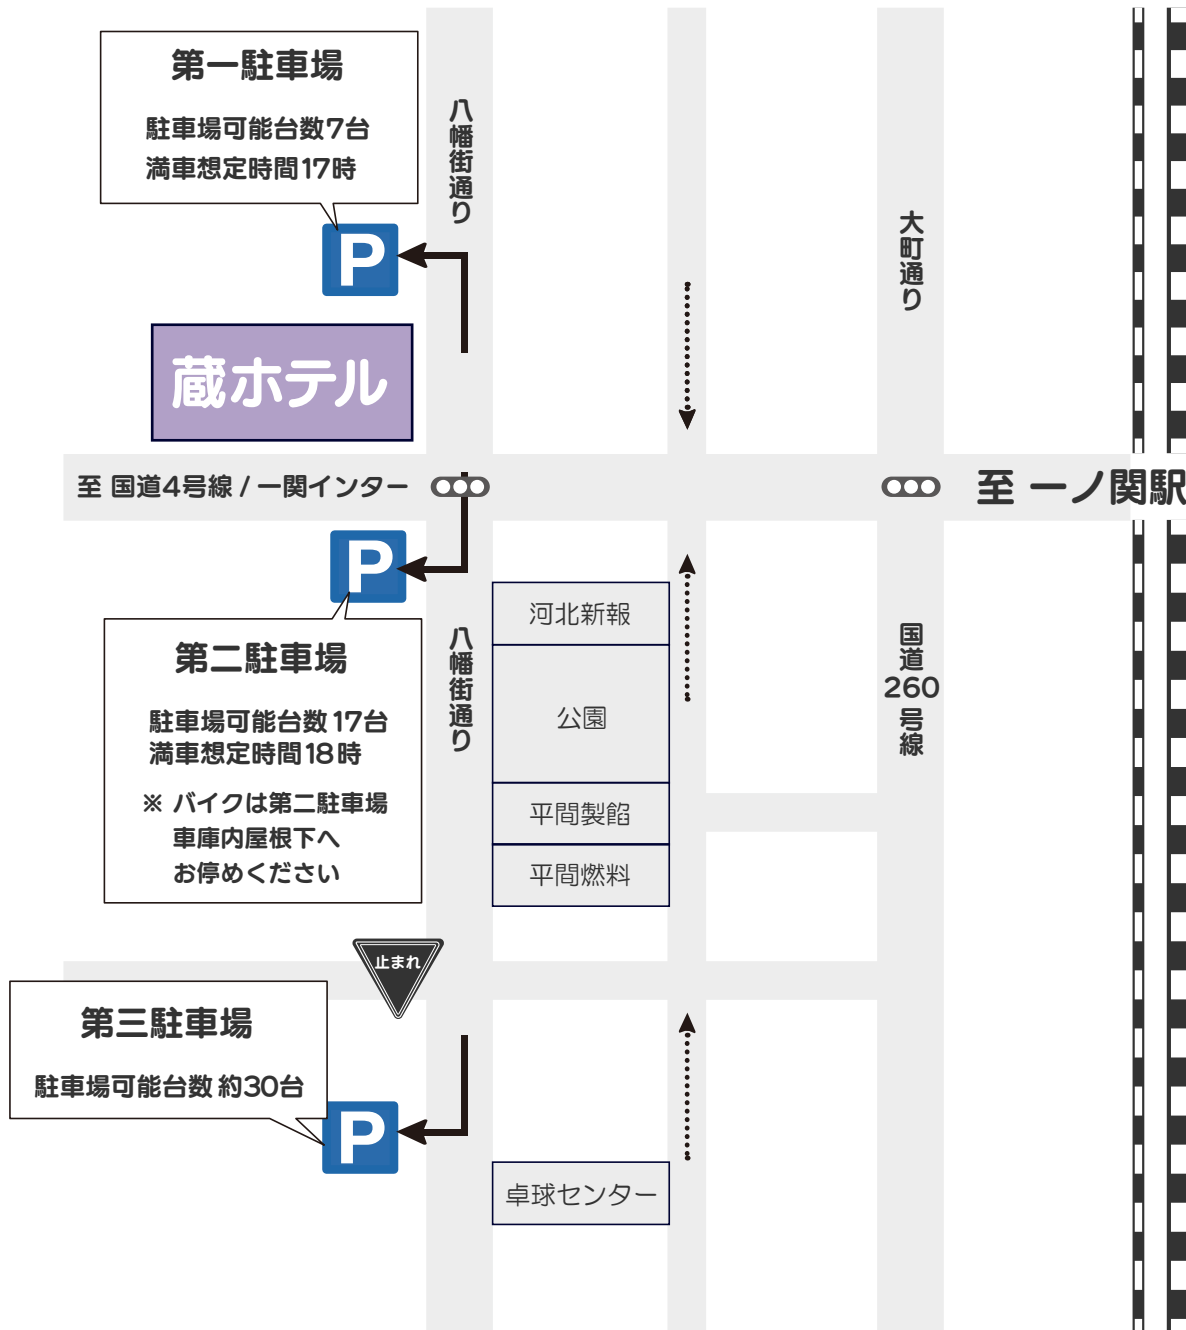 第一駐車場
駐車場可能台数7台
満車想定時間17時
八幡街通り
大町通り
P
蔵ホテル
至 国道4号線 / 一関インター
至 一ノ関駅
P
第二駐車場
駐車場可能台数 17台
満車想定時間18時
※ バイクは第二駐車場
車庫内屋根下へ
お停めください
八幡街通り
河北新報
公園
平間製餡
平間燃料
国道260号線
止まれ
第三駐車場
駐車場可能台数 約30台
P
卓球センター